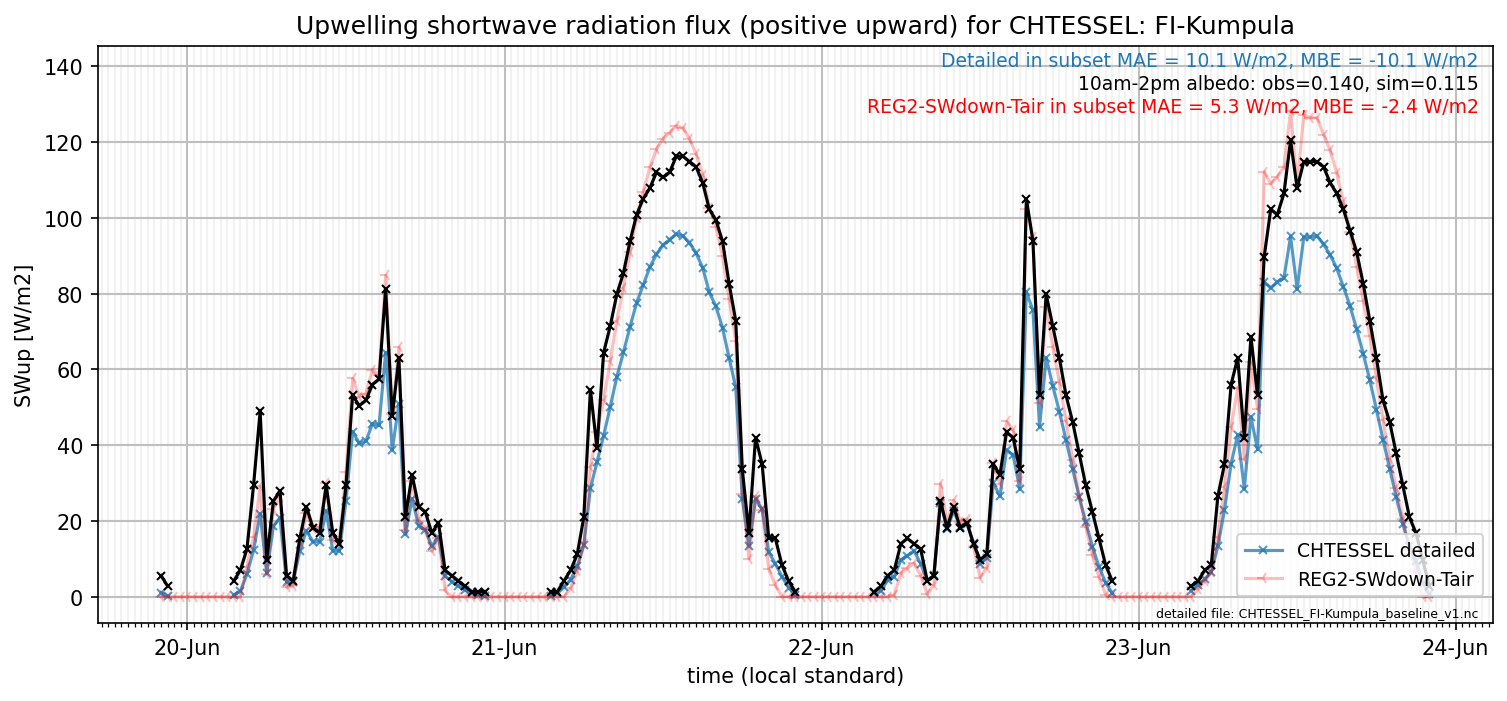 Upwelling shortwave radiation flux (positive upward) for CHTESSEL: FI-Kumpula
Detailed in subset MAE = 10.1 W/m2, MBE = -10.1 W/m2
10am-2pm albedo: obs=0.140, sim=0.115
REG2-SWdown-Tair in subset MAE = 5.3 W/m2, MBE = -2.4 W/m2
SWup [W/m2]
140
120
100
80
60
40
20
0
CHTESSEL detailed
REG2-SWdown-Tair
detailed file: CHTESSEL_FI-Kumpula_baseline_v1.nc
20-Jun
21-Jun
22-Jun
23-Jun
24-Jun
time (local standard)